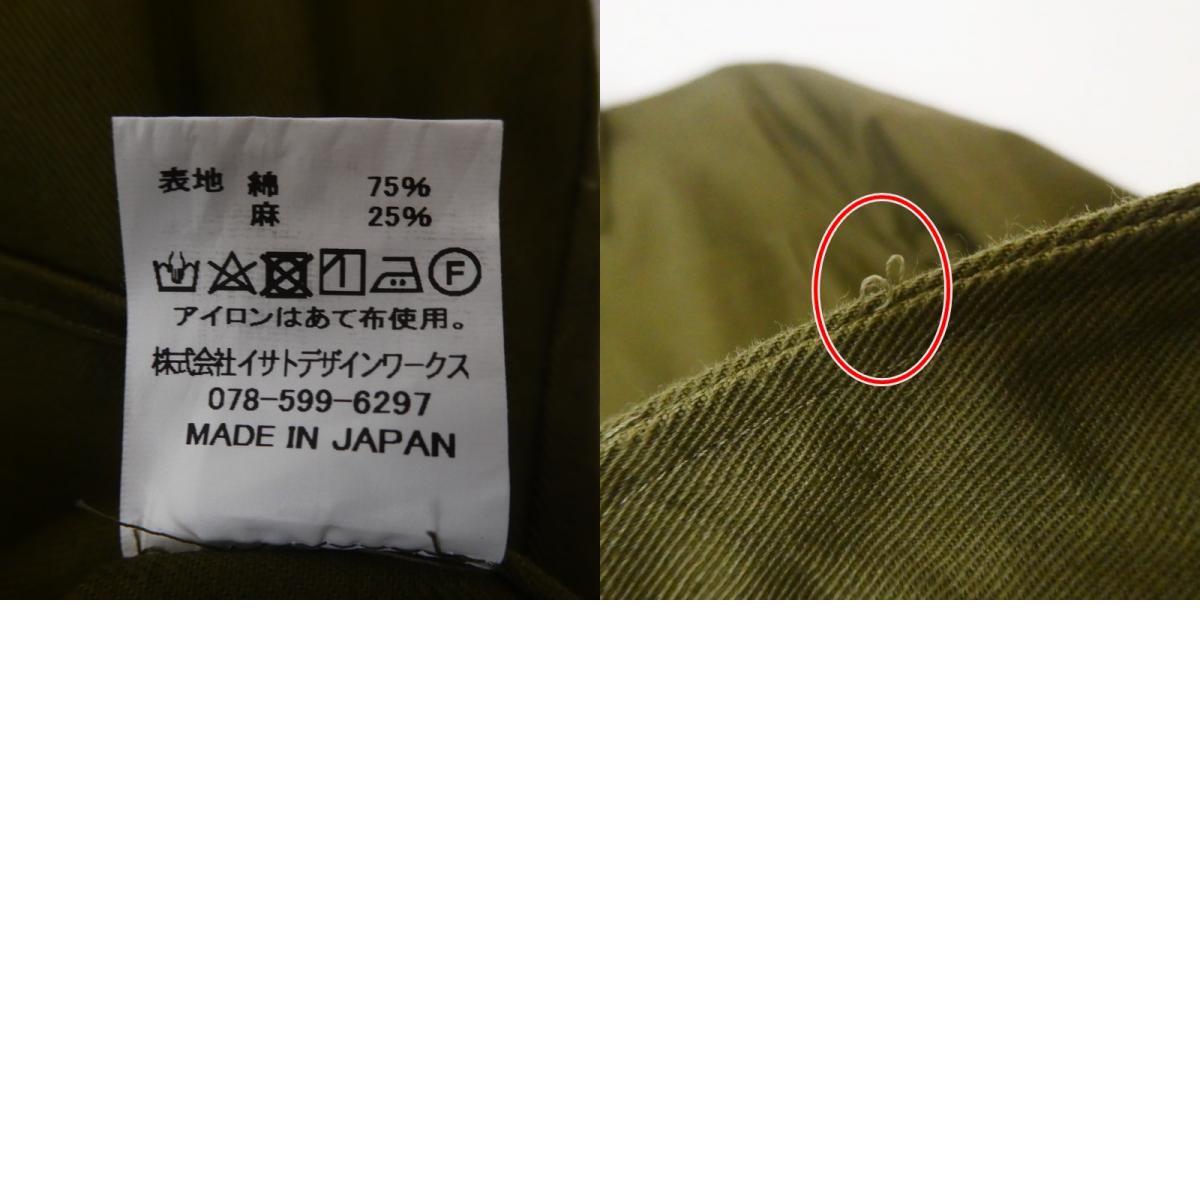 表地 綿 75%
麻 25%
F
アイロンはあて布使用。
株式会社イサトデザインワークス
078-599-6297
MADE IN JAPAN